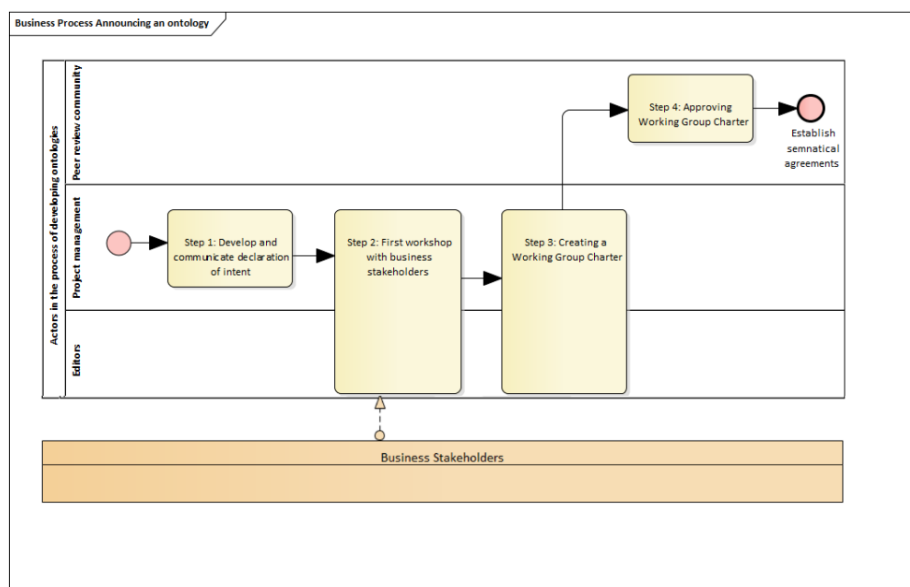 Business Process Announcing an ontology
Actors in the process of developing ontologies
Peer review community
Step 4: Approving
Working Group Charter
Establish
semnatical
agreements
Project management
Step 1: Develop and
communicate declaration
of intent
Step 2: First workshop
with business
stakeholders
Step 3: Creating a
Working Group Charter
Editors
Business Stakeholders